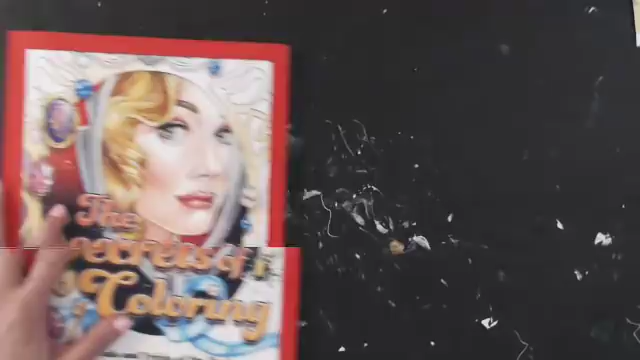 The
Secrets of
Coloring